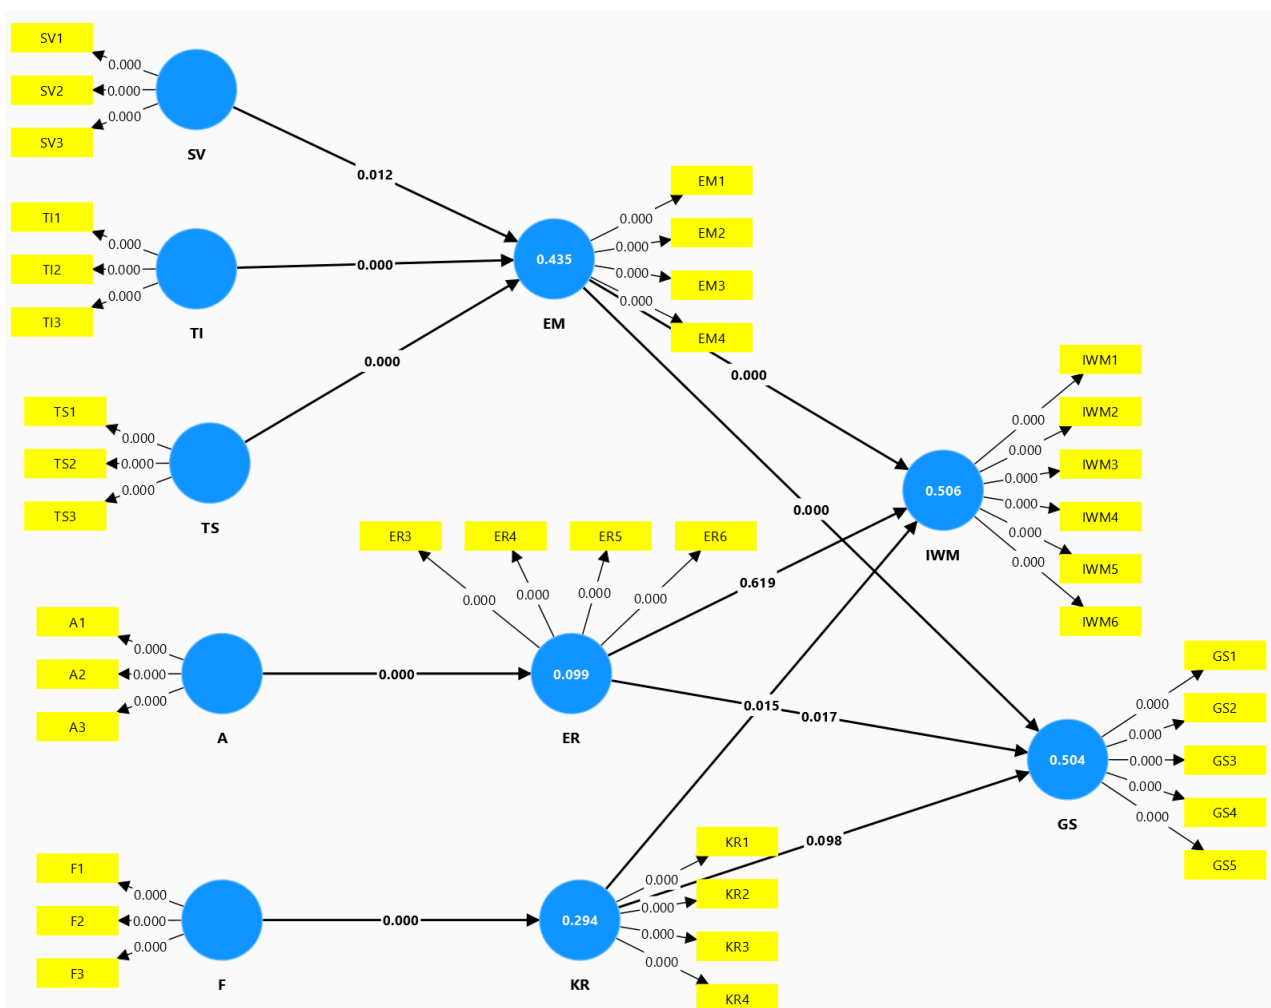 SV1
0.000
SV2
0.000
0.000
SV3
SV
0.012
TI1
0.000
TI2
0.000
0.000
TI3
TI
0.000
TS1
0.000
TS2
0.000
0.000
TS3
TS
0.000
0.435
EM
EM1
0.000
EM2
0.000
0.000
EM3
0.000
EM4
0.000
0.000
IWM1
0.000
IWM2
0.000
IWM3
0.000
0.000
IWM4
0.000
IWM5
0.000
IWM6
0.506
IWM
ER3
ER4
ER5
ER6
0.000
0.000
0.000
0.000
0.619
A1
0.000
A2
0.000
0.000
A3
A
0.000
0.099
ER
0.015
0.017
GS1
0.000
GS2
0.000
0.504
0.000
GS3
0.000
GS4
0.000
GS5
GS
F1
0.000
F2
0.000
0.000
F3
F
0.000
0.294
KR
KR1
0.098
0.000
KR2
0.000
0.000
KR3
0.000
KR4